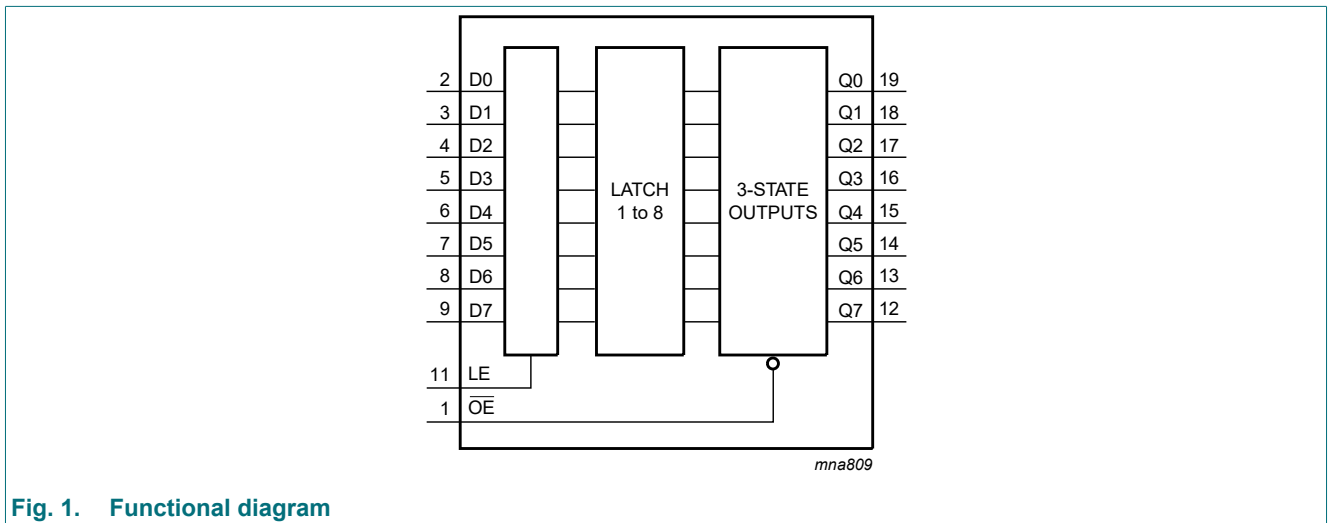 2 D0 Q0 19
3 D1 Q1 18
4 D2 Q2 17
5 D3 Q3 16
6 D4 Q4 15
7 D5 Q5 14
8 D6 Q6 13
9 D7 Q7 12
LATCH
1 to 8
3-STATE
OUTPUTS
11 LE
1 O̅E̅
mna809
Fig. 1. Functional diagram